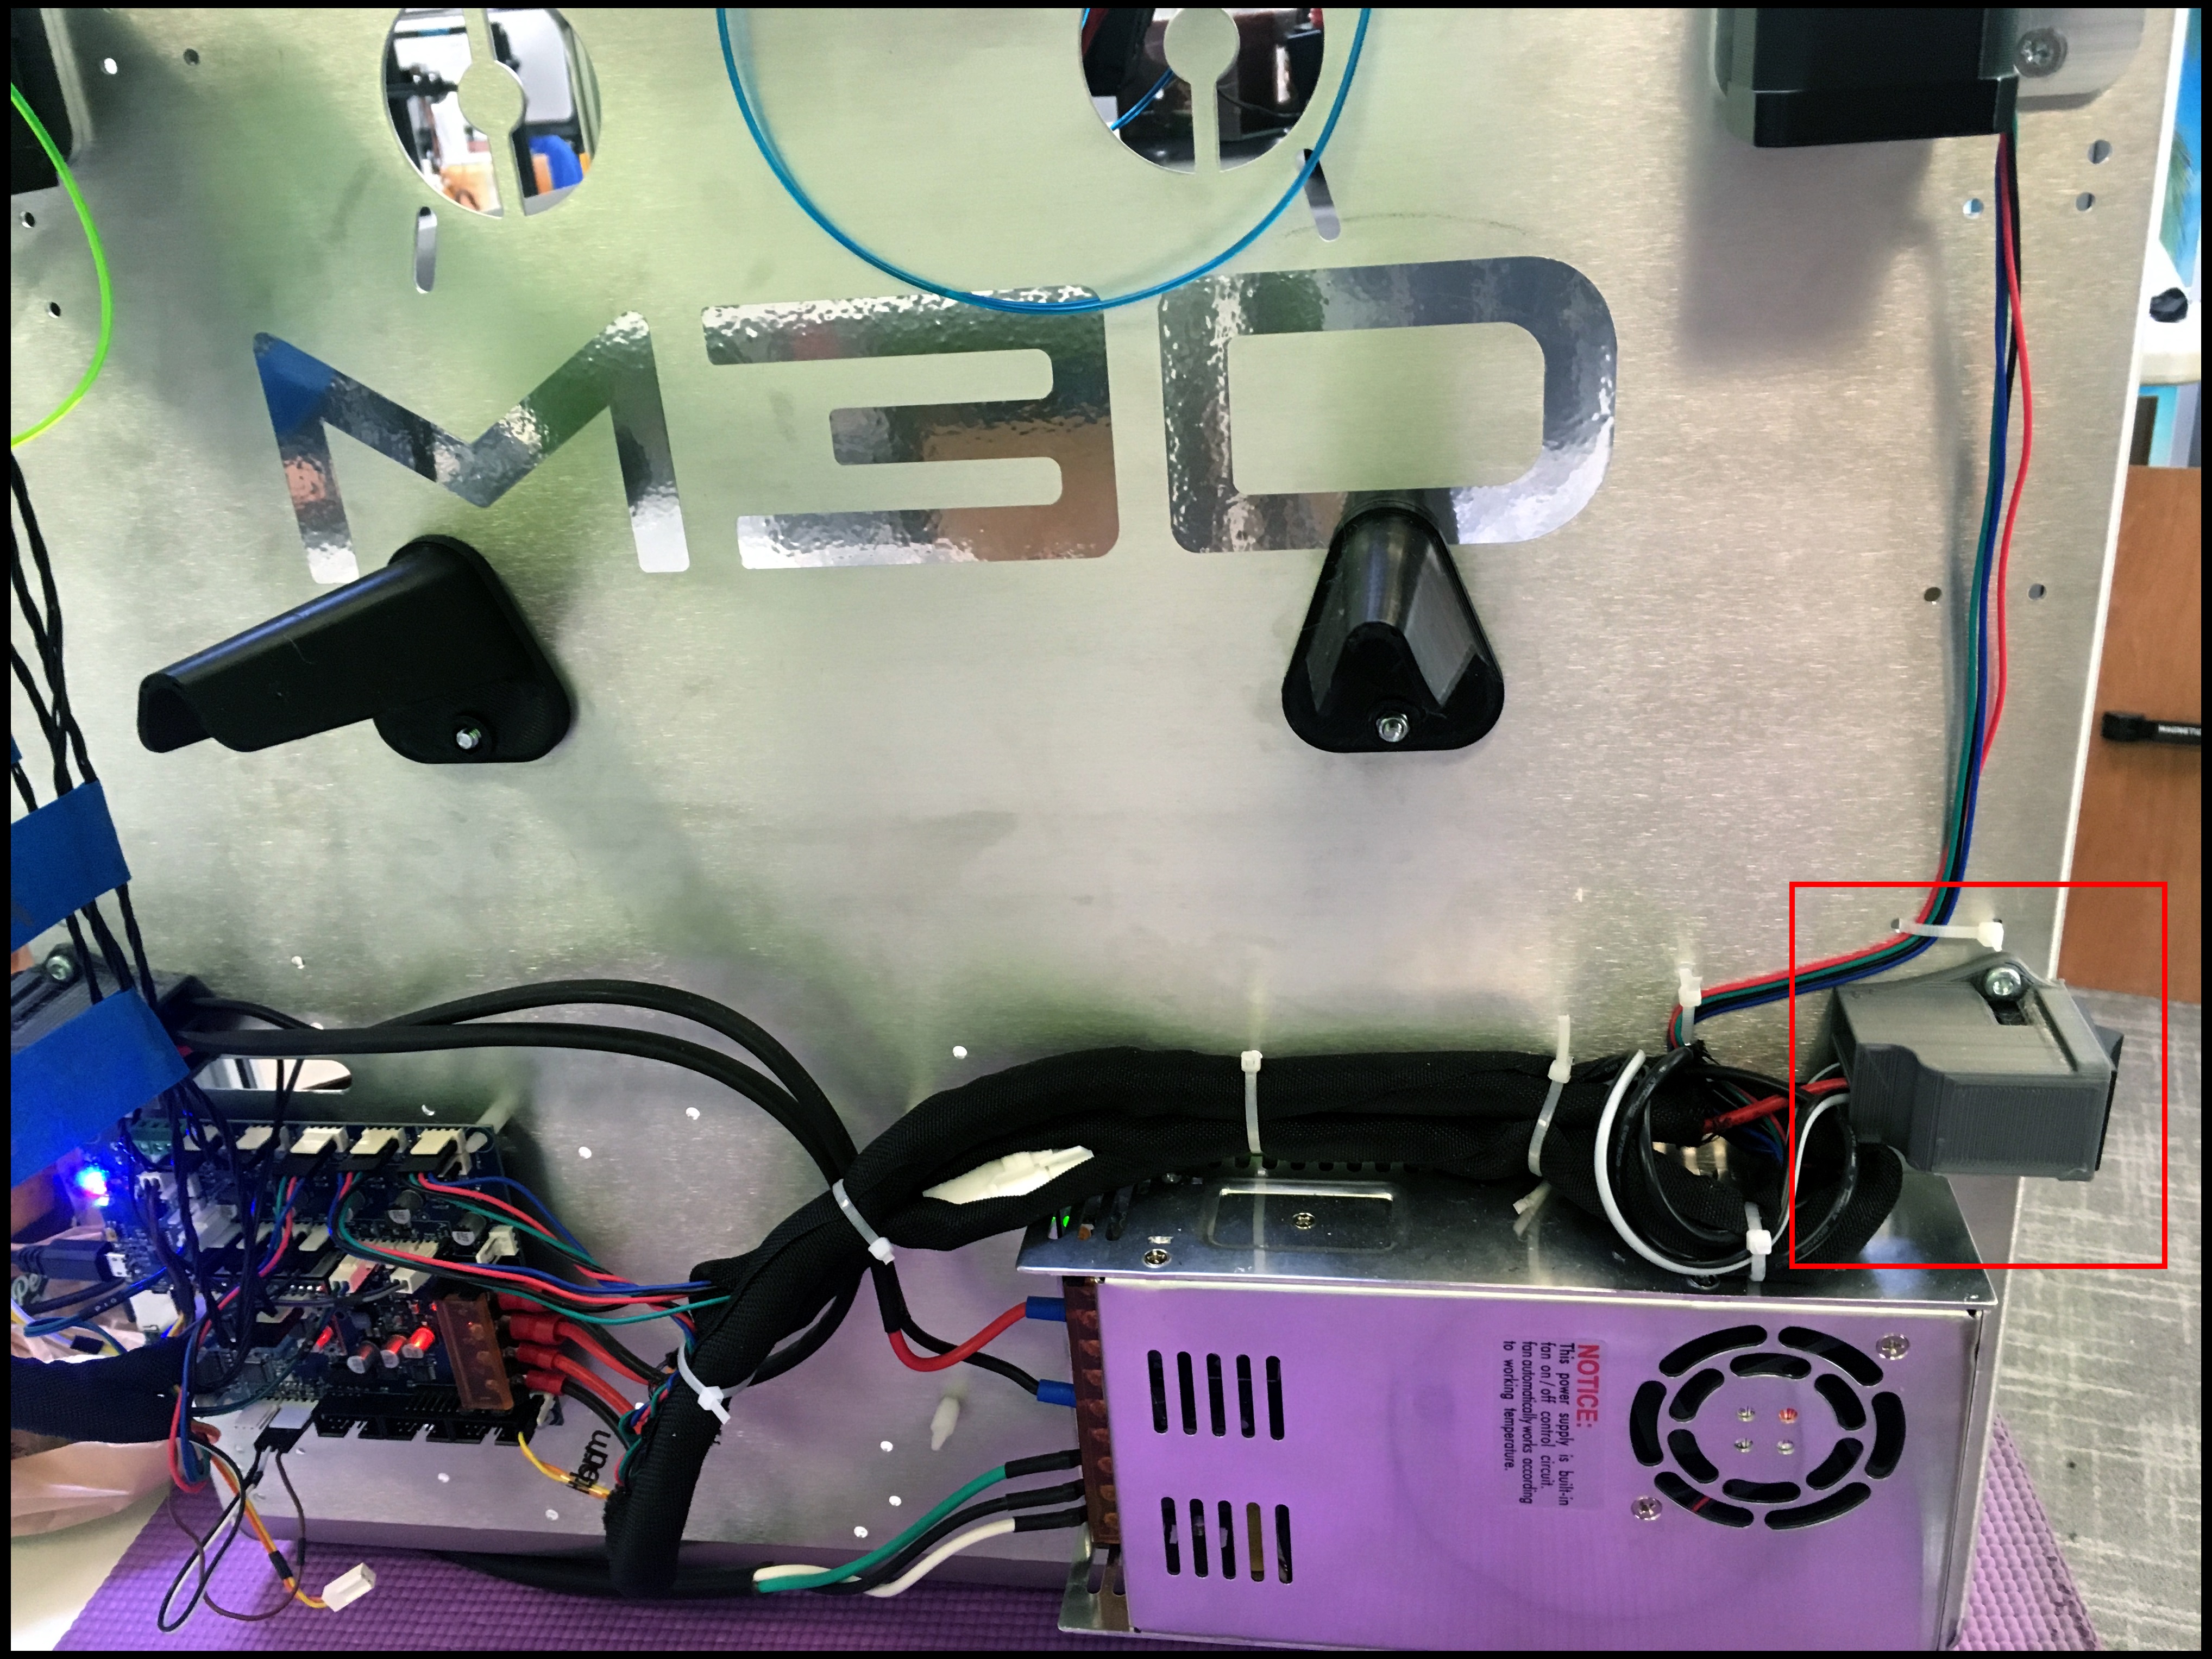 M3D
NOTICE:
This power supply is built-in
fan on / off control circuit.
fan automatically works according
to working temperature.